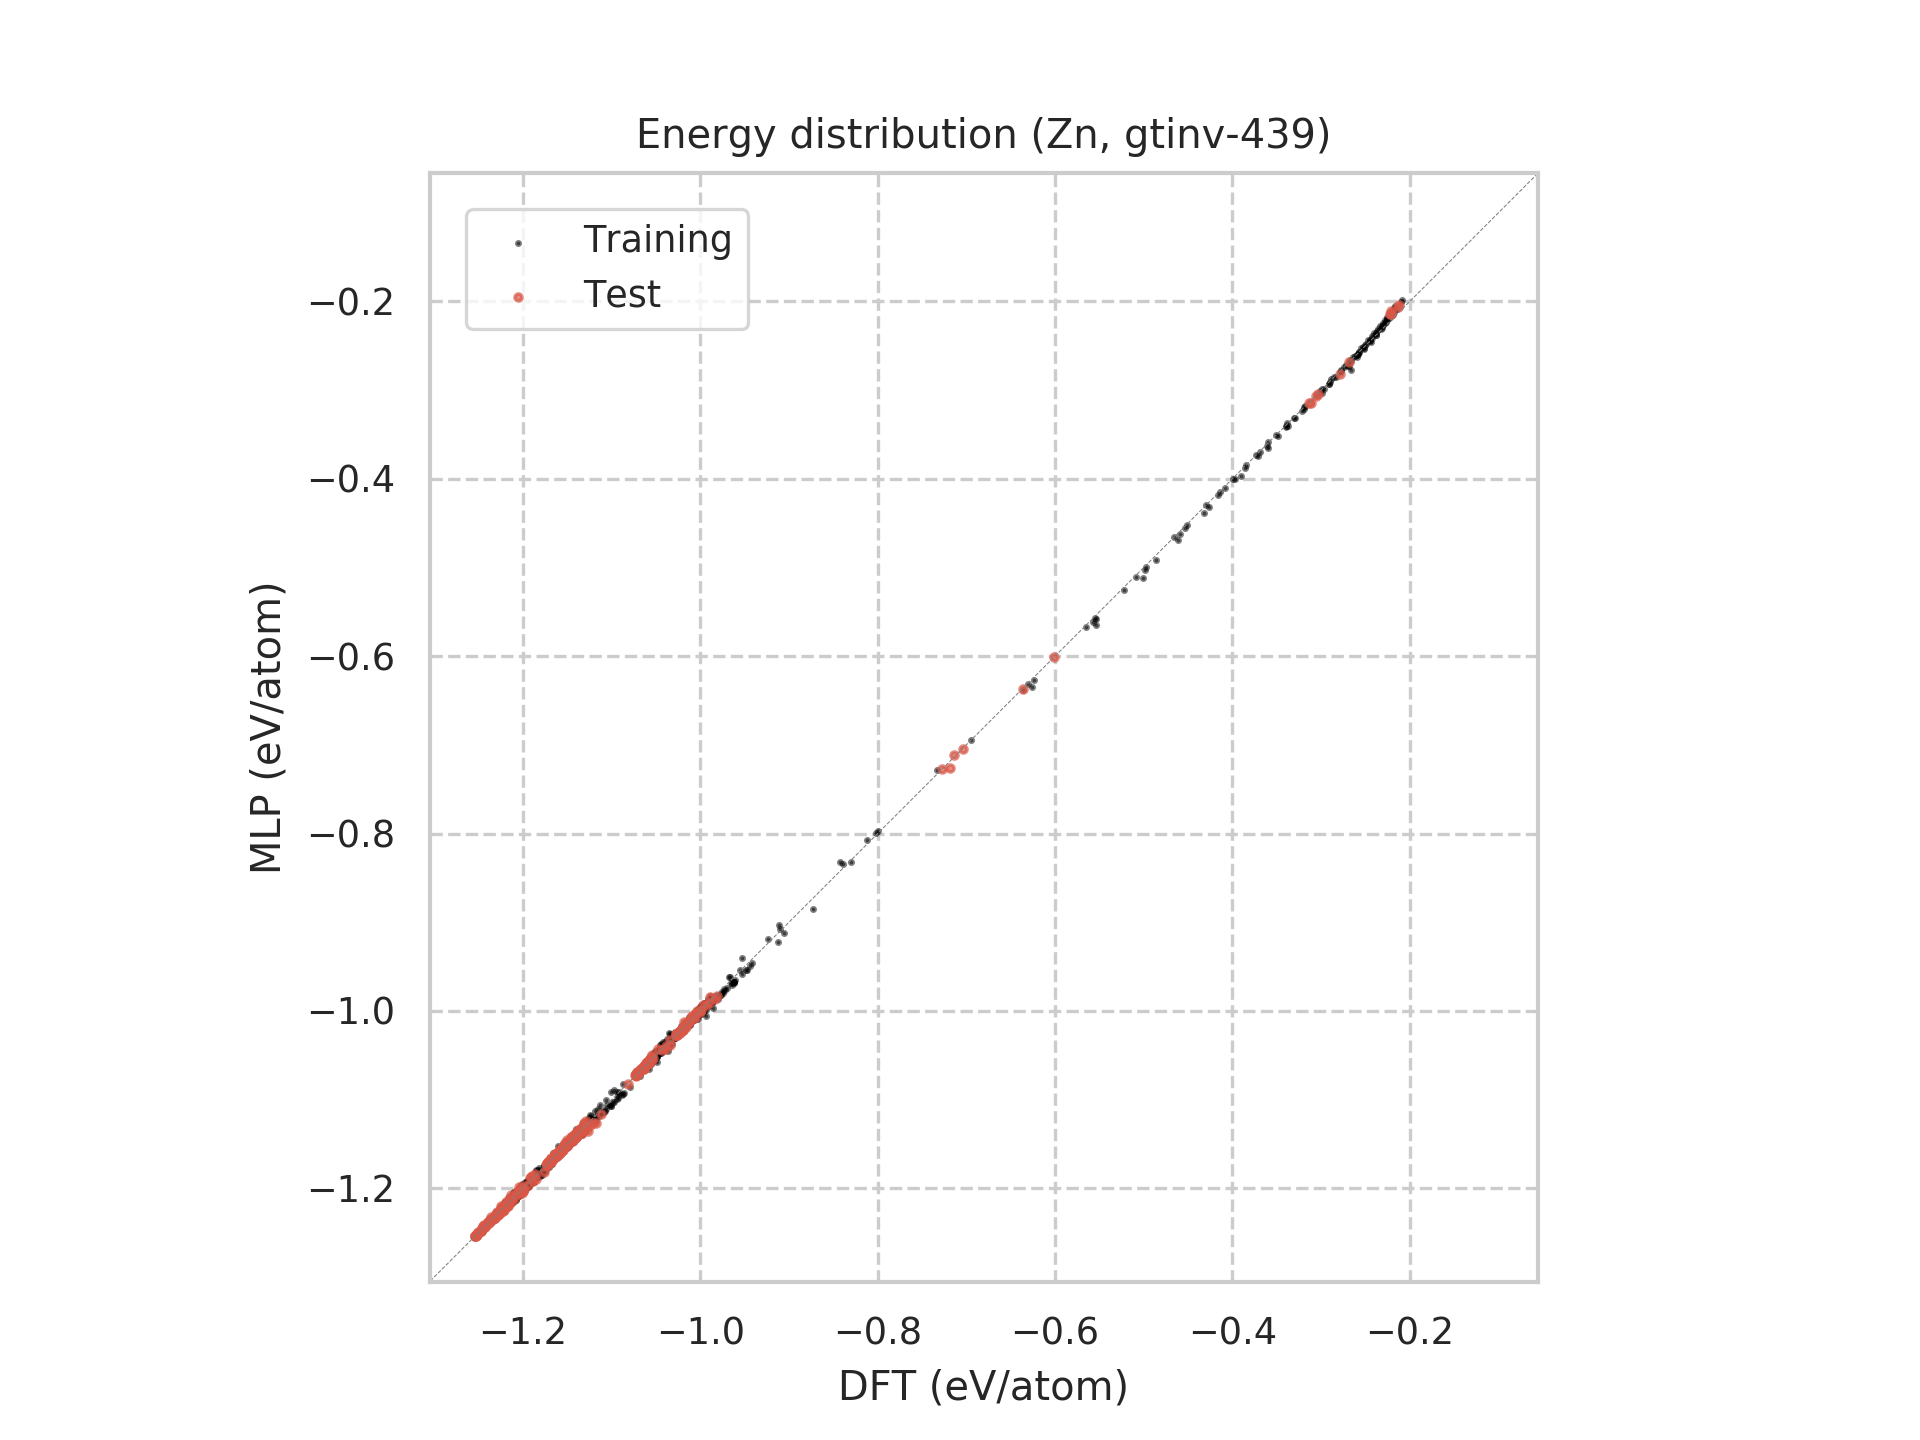 Energy distribution (Zn, gtinv-439)
Training
Test
MLP (eV/atom)
−0.2
−0.4
−0.6
−0.8
−1.0
−1.2
−1.2 −1.0 −0.8 −0.6 −0.4 −0.2
DFT (eV/atom)